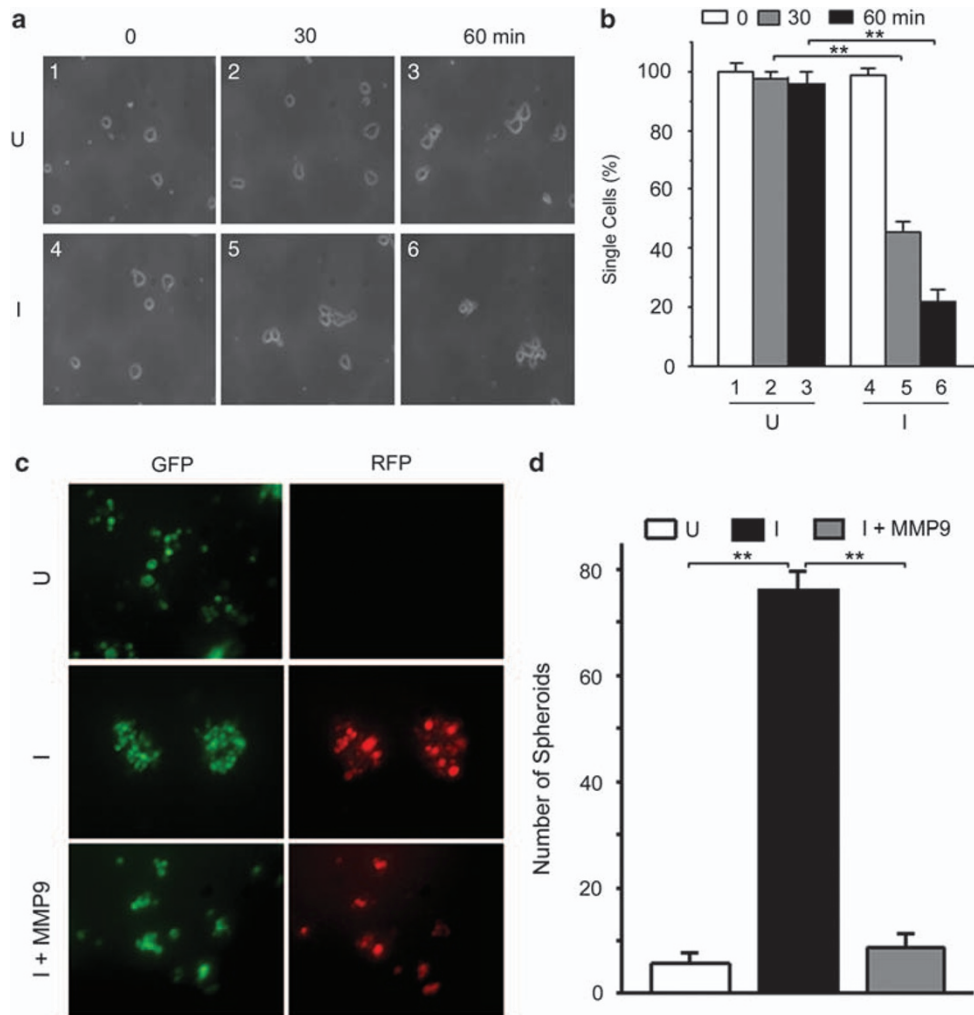 a
0 30 60 min
U
1 2 3
I
4 5 6
b
0 30 60 min
**
**
Single Cells (%)
100
80
60
40
20
0
1 2 3 4 5 6
U I
c
GFP RFP
U
I
I + MMP9
d
U I I + MMP9
** **
Number of Spheroids
80
60
40
20
0